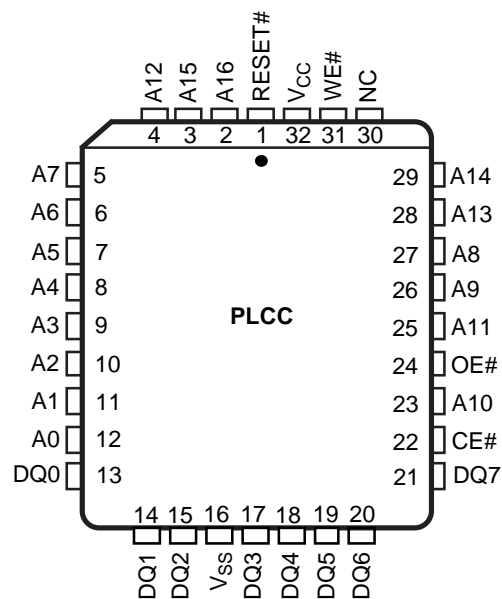 A12 A15 A16 RESET# VCC WE# NC
4 3 2 1 32 31 30
A7 5 29 A14
A6 6 28 A13
A5 7 27 A8
A4 8 26 A9
PLCC
A3 9 25 A11
A2 10 24 OE#
A1 11 23 A10
A0 12 22 CE#
DQ0 13 21 DQ7
14 15 16 17 18 19 20
DQ1 DQ2 VSS DQ3 DQ4 DQ5 DQ6